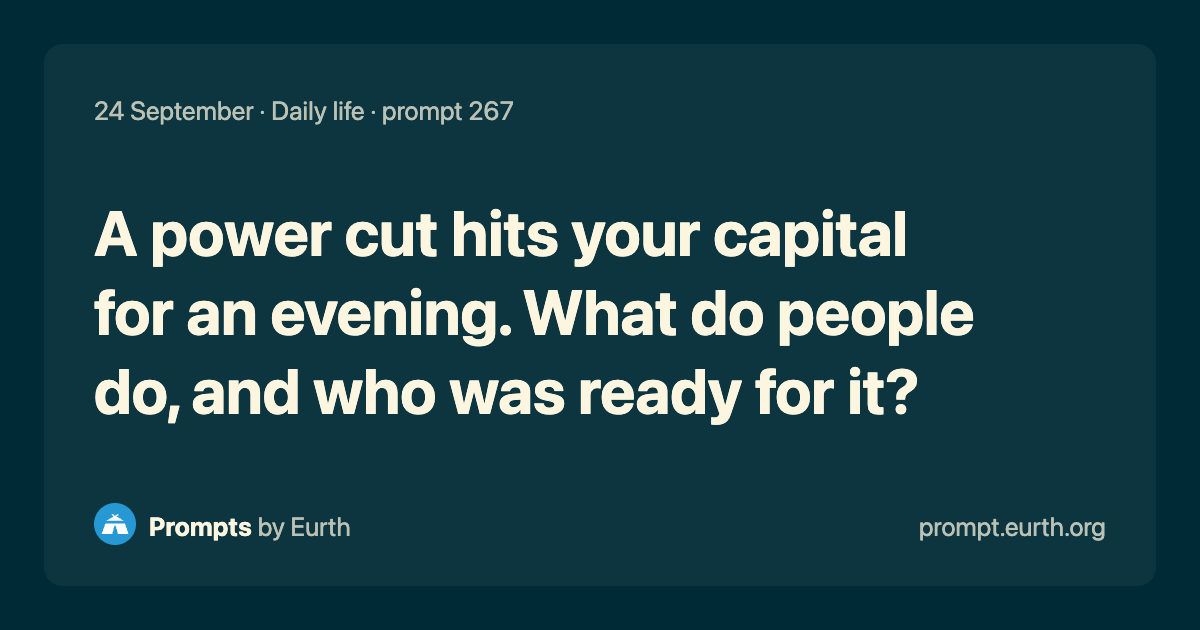 24 September · Daily life · prompt 267
A power cut hits your capital
for an evening. What do people
do, and who was ready for it?
Prompts by Eurth
prompt.eurth.org